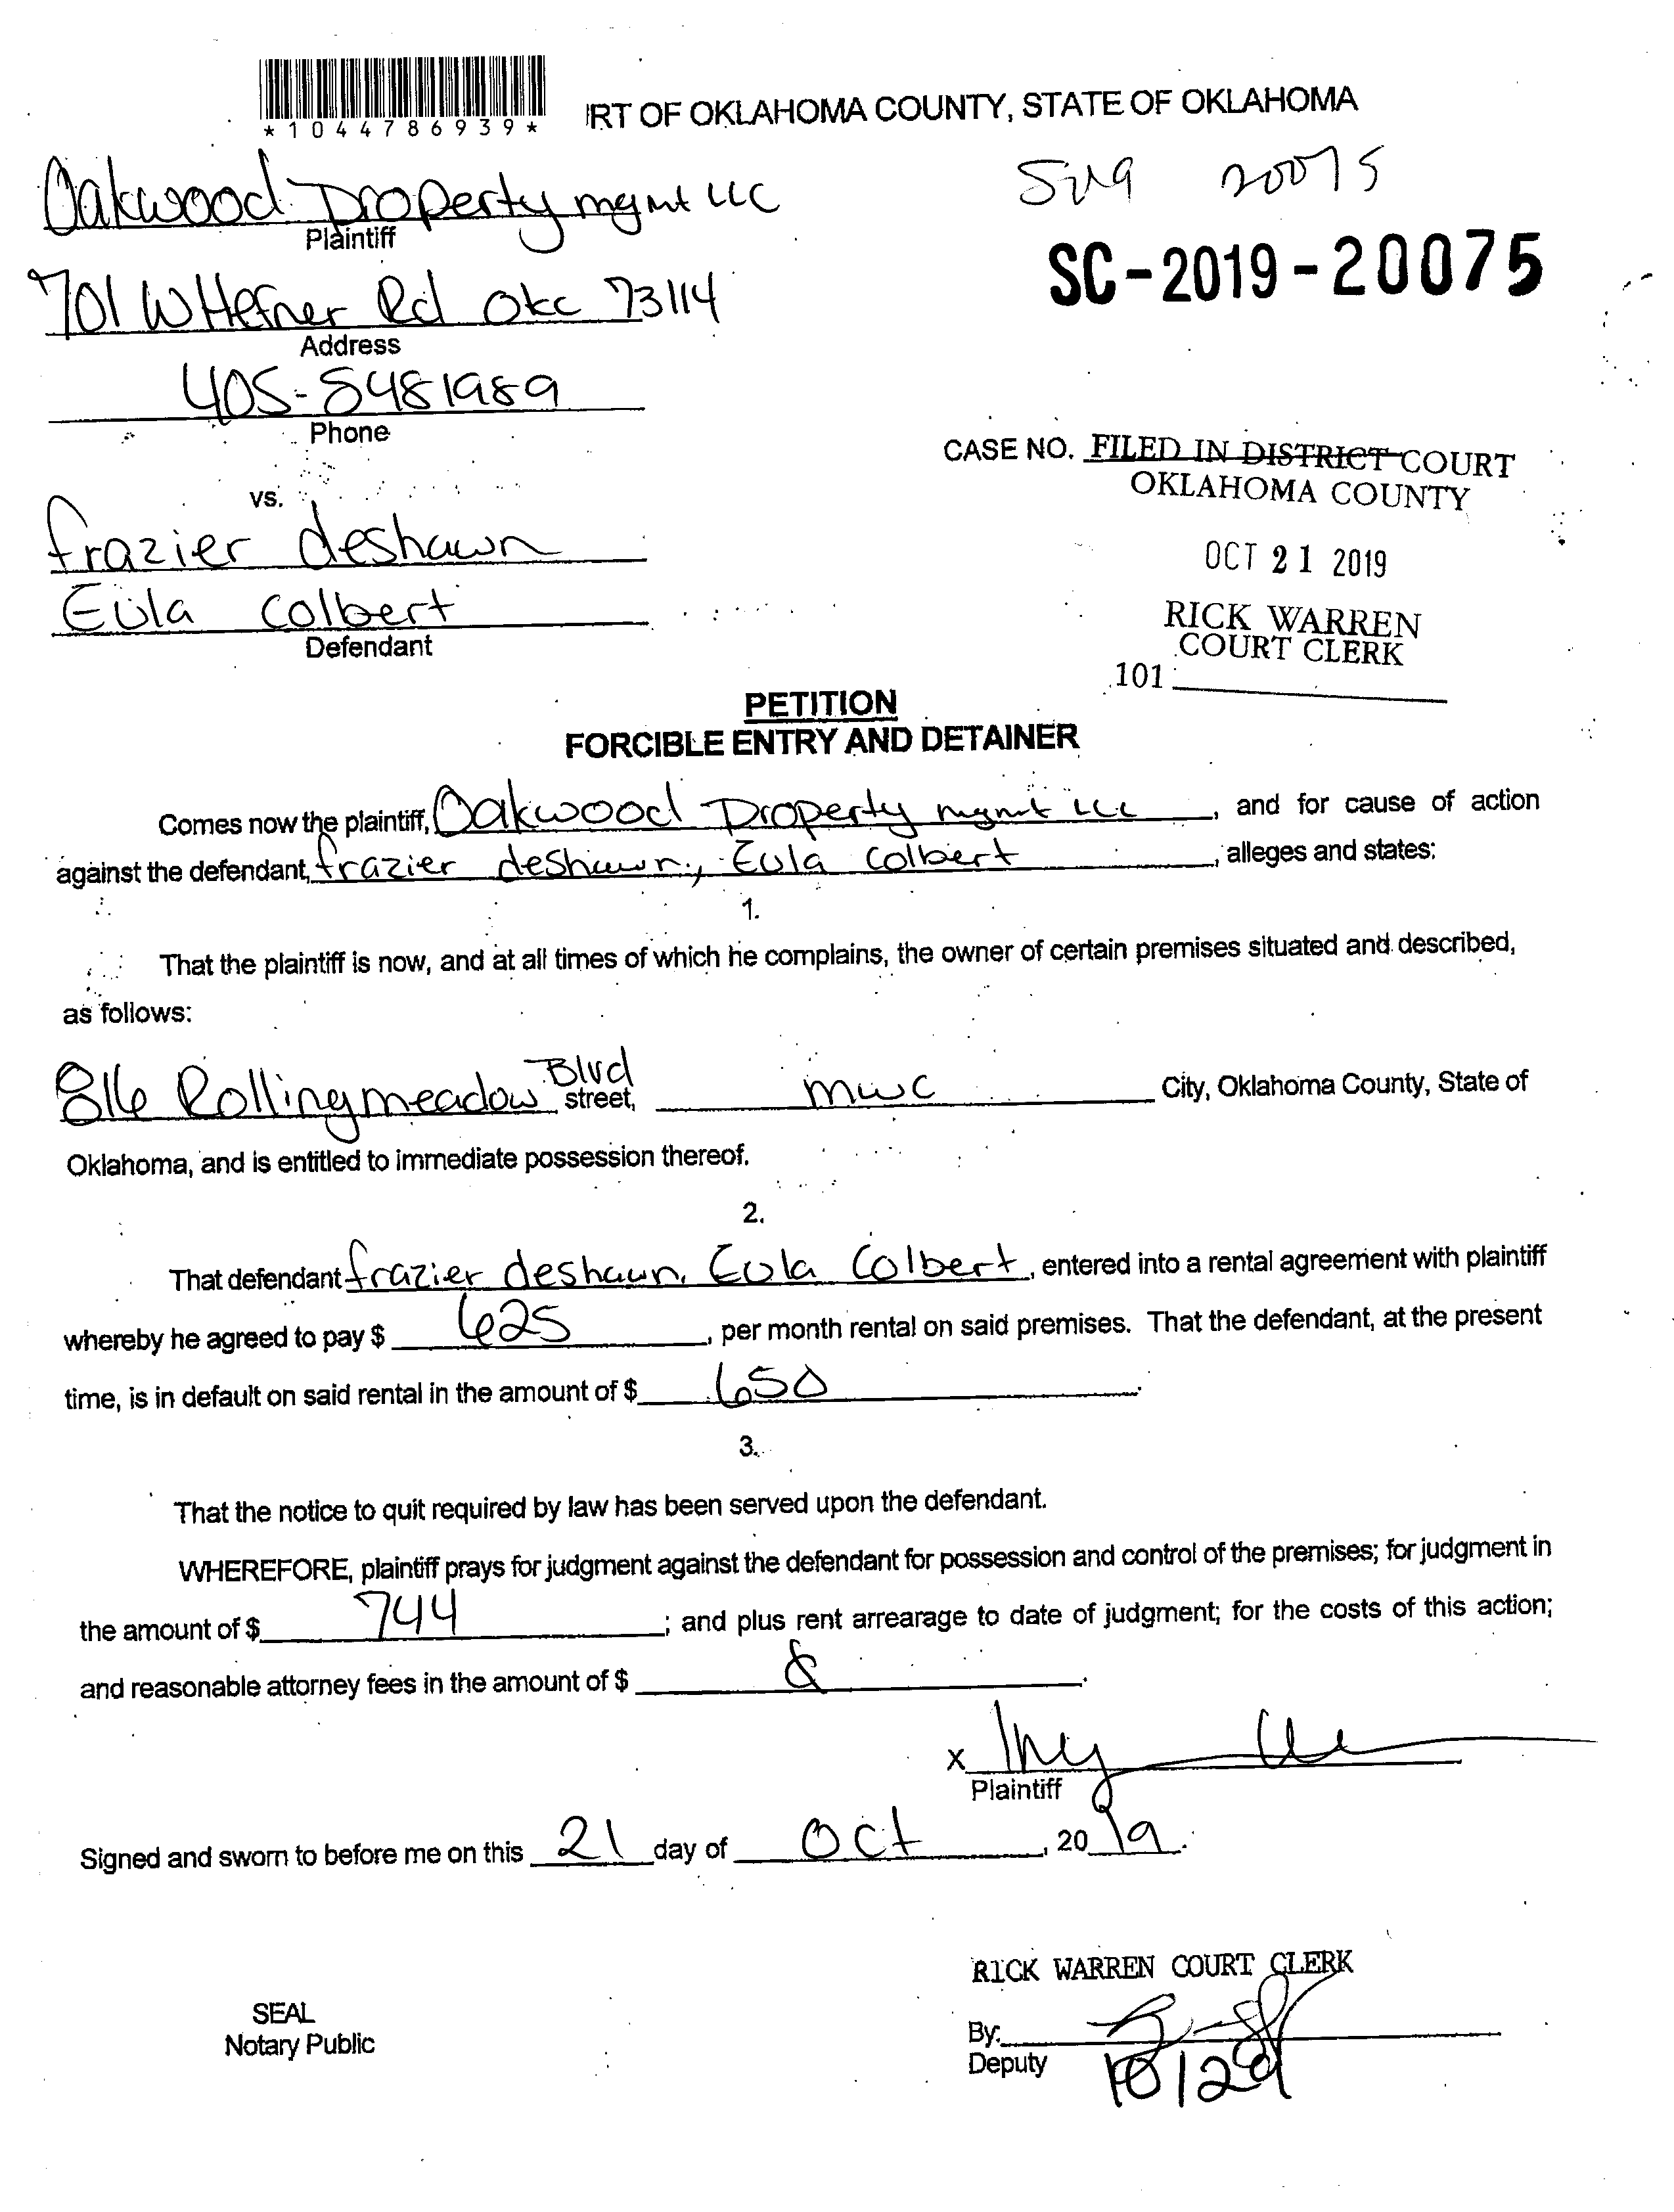 *1044786939*
IRT OF OKLAHOMA COUNTY, STATE OF OKLAHOMA
Oakwood Property mgmt LLC
Plaintiff
20075
SC-2019-20075
701 W Hefner Rd Okc 73114
Address
405-5481989
Phone
CASE NO. FILED IN DISTRICT COURT
OKLAHOMA COUNTY
vs.
frazier deshawn
OCT 21 2019
Eula Colbert
Defendant
RICK WARREN
COURT CLERK
101
PETITION
FORCIBLE ENTRY AND DETAINER
Comes now the plaintiff, Oakwood Property mgmt LLC, and for cause of action
against the defendant, frazier deshawn, Eula Colbert, alleges and states:
1.
That the plaintiff is now, and at all times of which he complains, the owner of certain premises situated and described,
as follows:
816 Rollingmeadow Blvd street, mwc City, Oklahoma County, State of
Oklahoma, and is entitled to immediate possession thereof.
2.
That defendant frazier deshawn, Eula Colbert, entered into a rental agreement with plaintiff
whereby he agreed to pay $ 625, per month rental on said premises. That the defendant, at the present
time, is in default on said rental in the amount of $ 650.
3.
That the notice to quit required by law has been served upon the defendant.
WHEREFORE, plaintiff prays for judgment against the defendant for possession and control of the premises; for judgment in
the amount of $ 744; and plus rent arrearage to date of judgment; for the costs of this action;
and reasonable attorney fees in the amount of $
X
Plaintiff
Signed and sworn to before me on this 21 day of Oct, 2019.
RICK WARREN COURT CLERK
SEAL
Notary Public
By:
Deputy